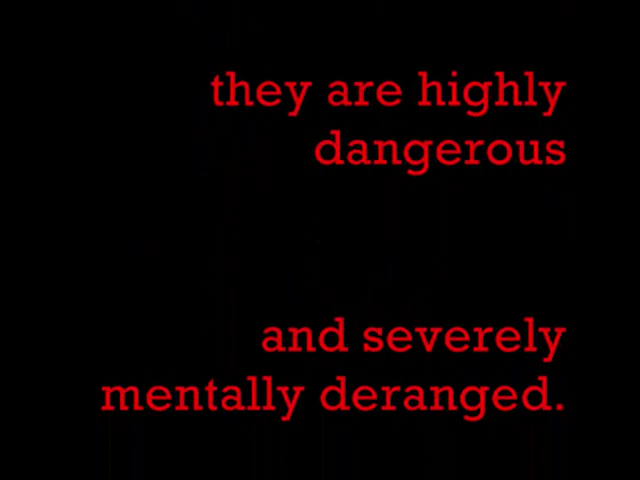 they are highly
dangerous
and severely
mentally deranged.